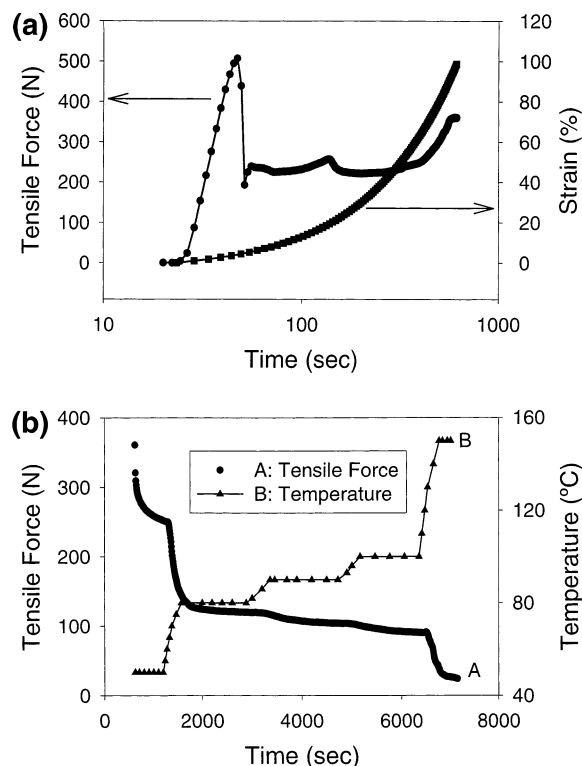 (a)
600
500
400
300
200
100
0
Tensile Force (N)
120
100
80
60
40
20
0
Strain (%)
10
100
1000
Time (sec)
(b)
400
300
200
100
0
Tensile Force (N)
A: Tensile Force
B: Temperature
B
A
160
120
80
40
Temperature (ºC)
0
2000
4000
6000
8000
Time (sec)